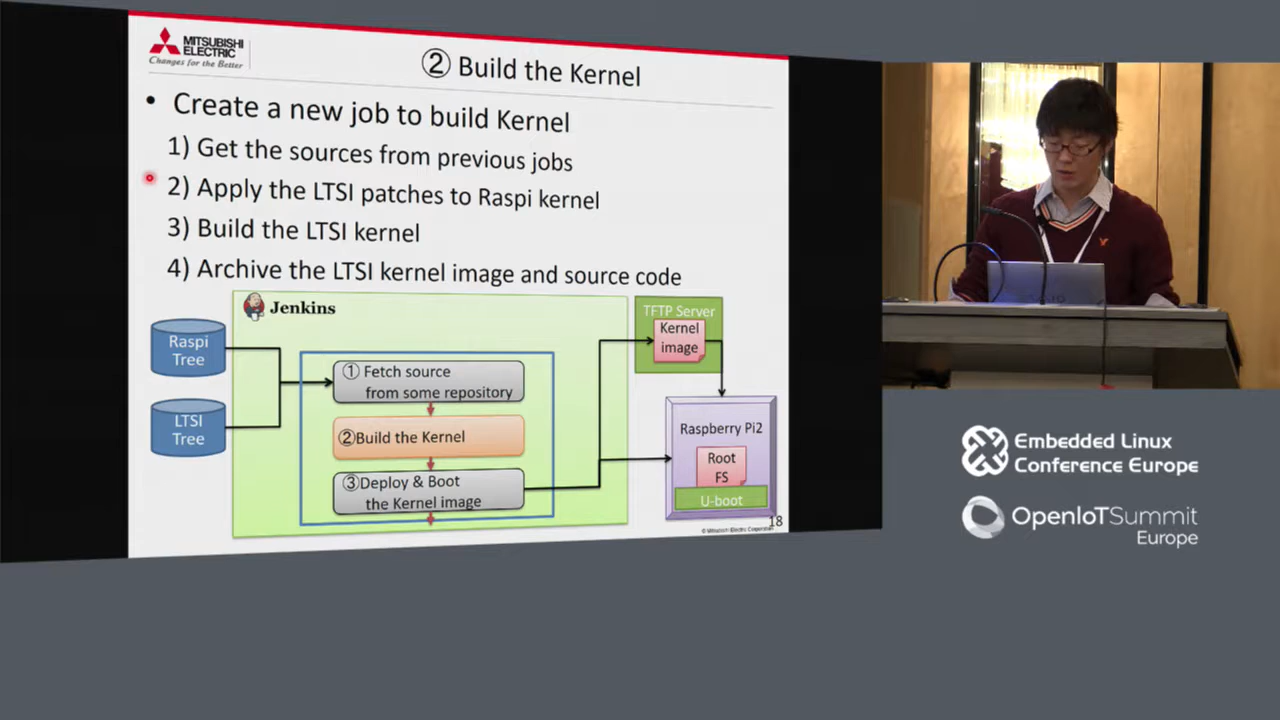 MITSUBISHI
ELECTRIC
Changes for the Better
② Build the Kernel
• Create a new job to build Kernel
1) Get the sources from previous jobs
2) Apply the LTSI patches to Raspi kernel
3) Build the LTSI kernel
4) Archive the LTSI kernel image and source code
Jenkins
Raspi
Tree
LTSI
Tree
① Fetch source
from some repository
②Build the Kernel
③Deploy & Boot
the Kernel image
TFTP Server
Kernel
image
Raspberry Pi2
Root
FS
U-boot
18
© Mitsubishi Electric Corporation
Embedded Linux
Conference Europe
OpenIoTSummit
Europe